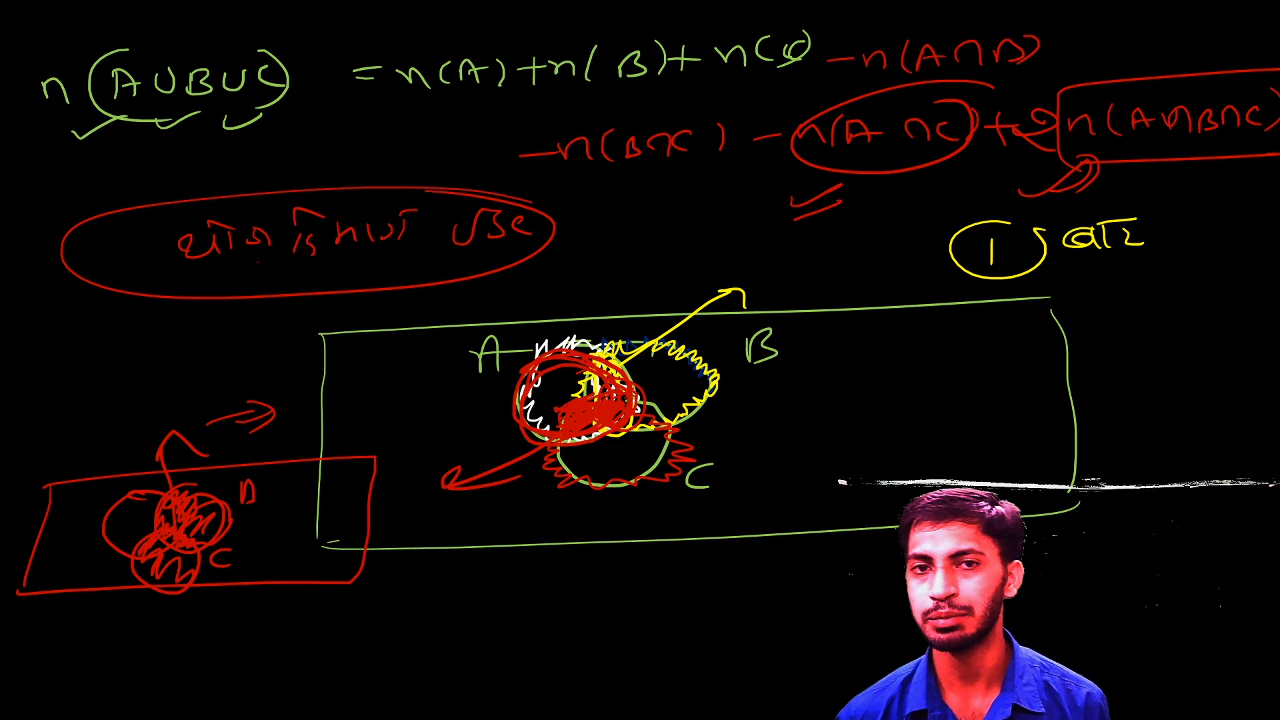 n(A∪B∪C) = n(A) + n(B) + n(C) - n(A∩B)
- n(B∩C) - n(A∩C) + n(A∩B∩C)
1 बार
A B
C
B
C